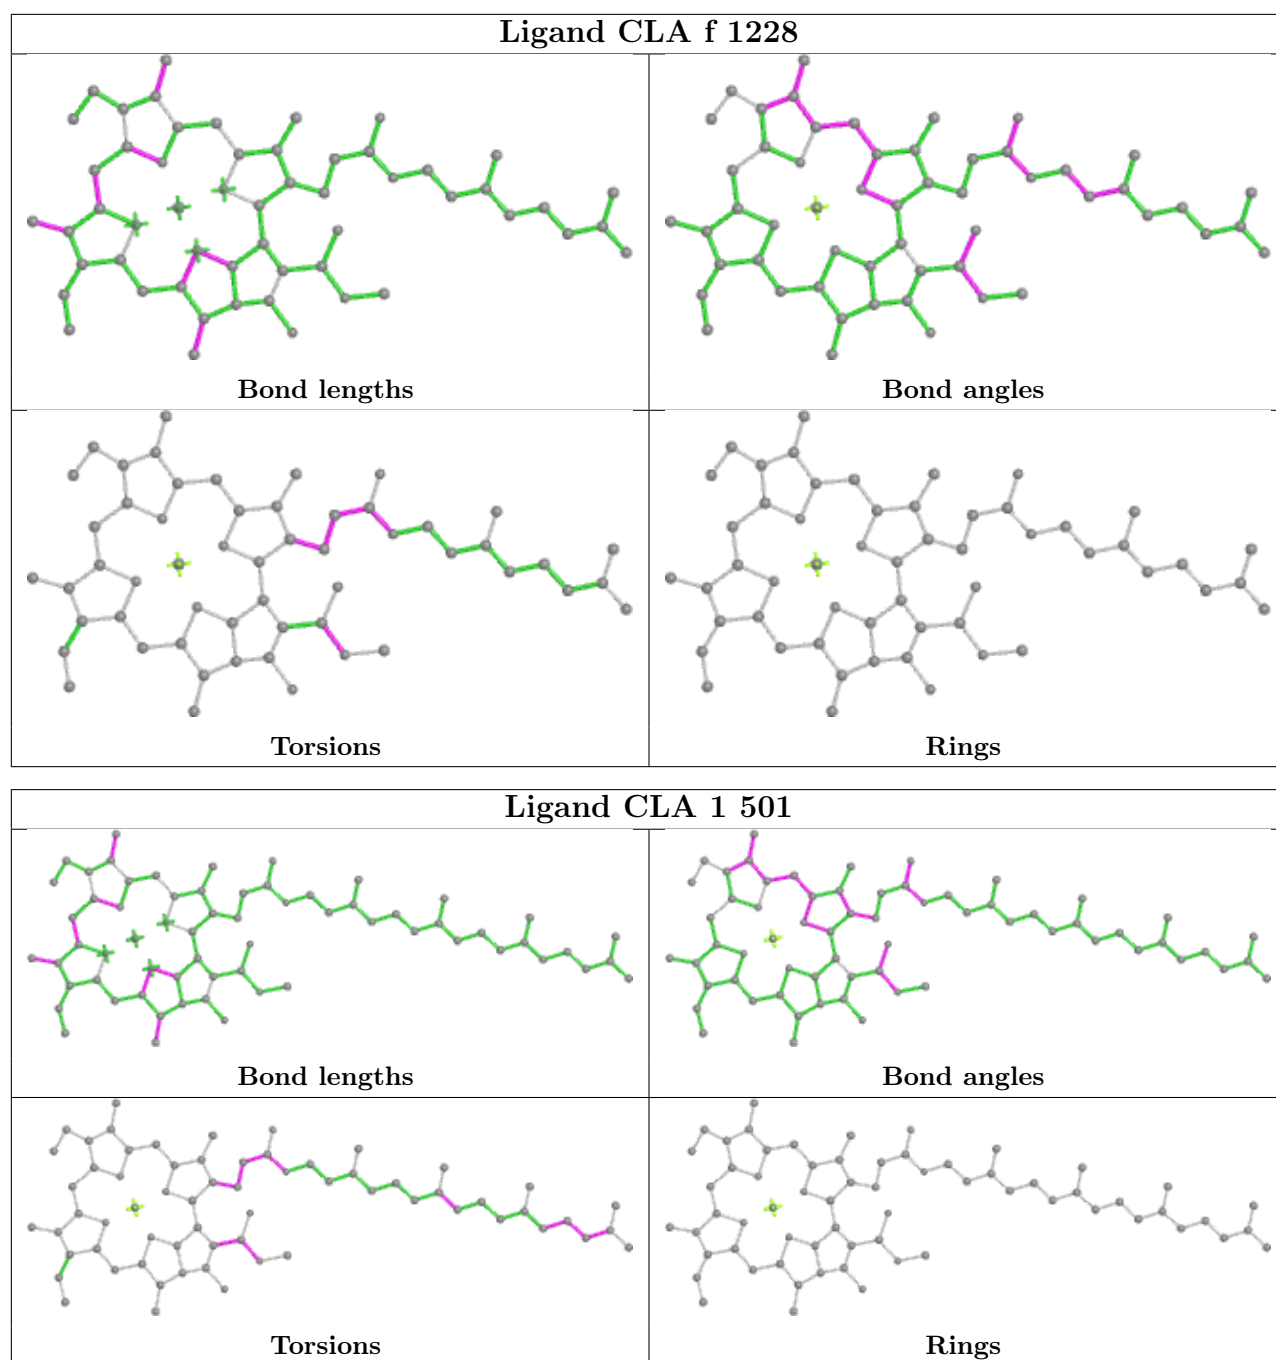 Ligand CLA f 1228
Bond lengths
Bond angles
Torsions
Rings
Ligand CLA 1 501
Bond lengths
Bond angles
Torsions
Rings